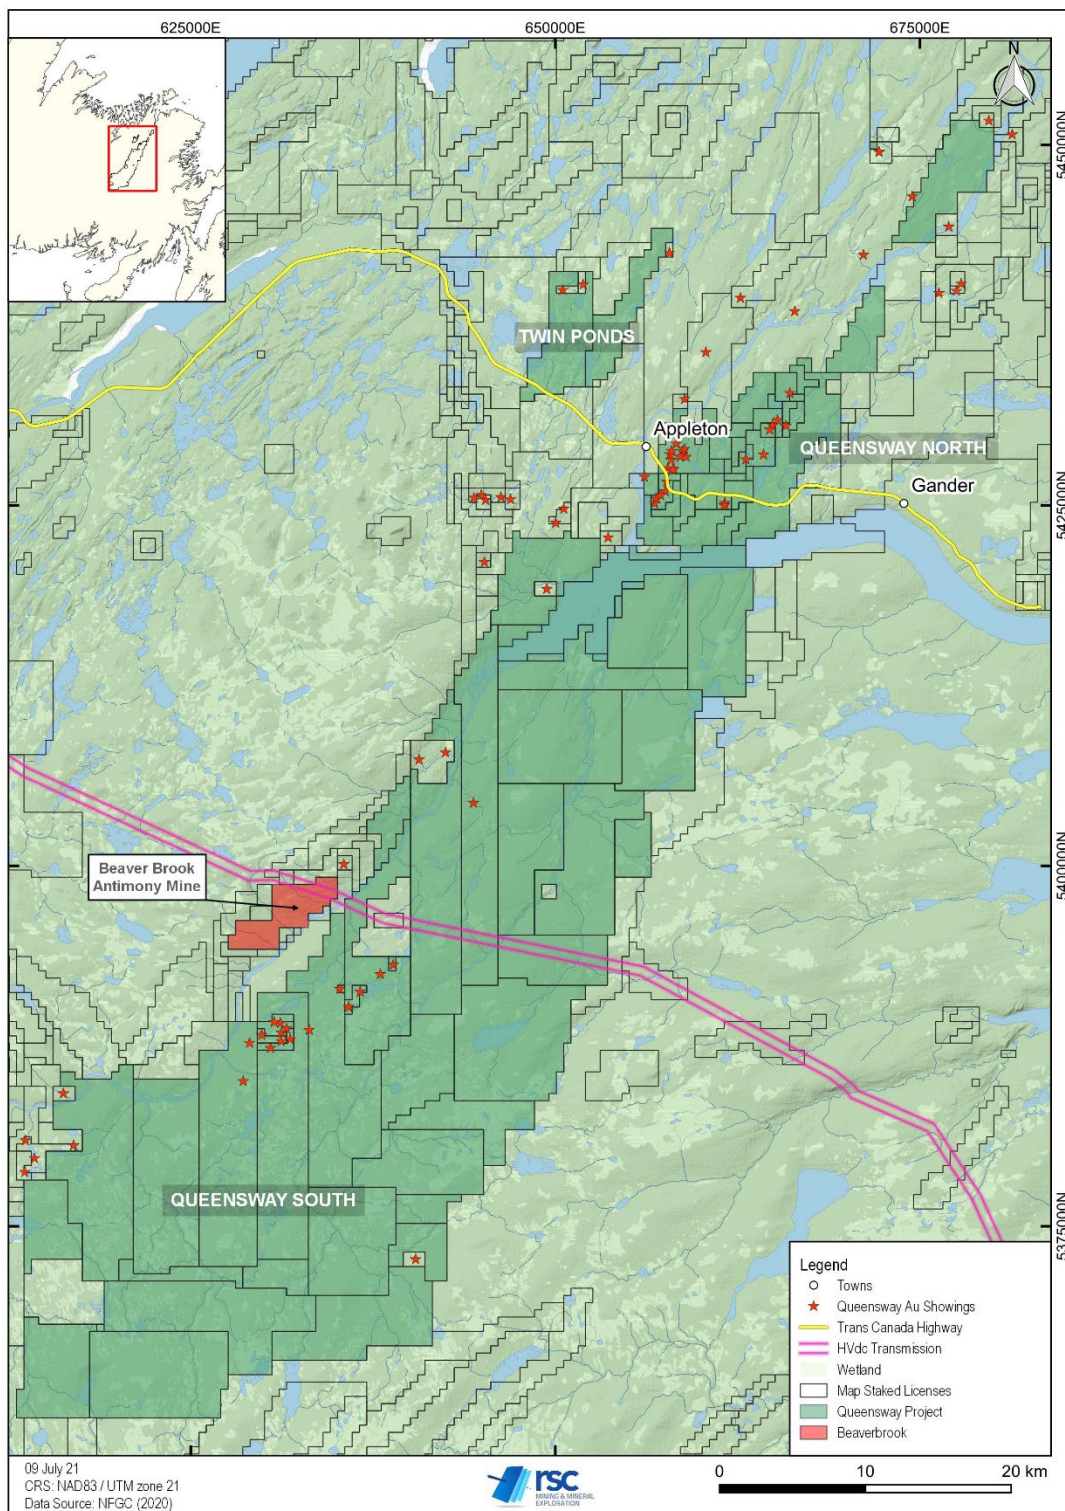 625000E
650000E
675000E
N
5450000N
TWIN PONDS
Appleton
QUEENSWAY NORTH
Gander
5425000N
Beaver Brook
Antimony Mine
5400000N
QUEENSWAY SOUTH
5375000N
Legend
Towns
Queensway Au Showings
Trans Canada Highway
HVdc Transmission
Wetland
Map Staked Licenses
Queensway Project
Beaverbrook
09 July 21
CRS: NAD83 / UTM zone 21
Data Source: NFGC (2020)
rsc
MINING & MINERAL
EXPLORATION
0 10 20 km